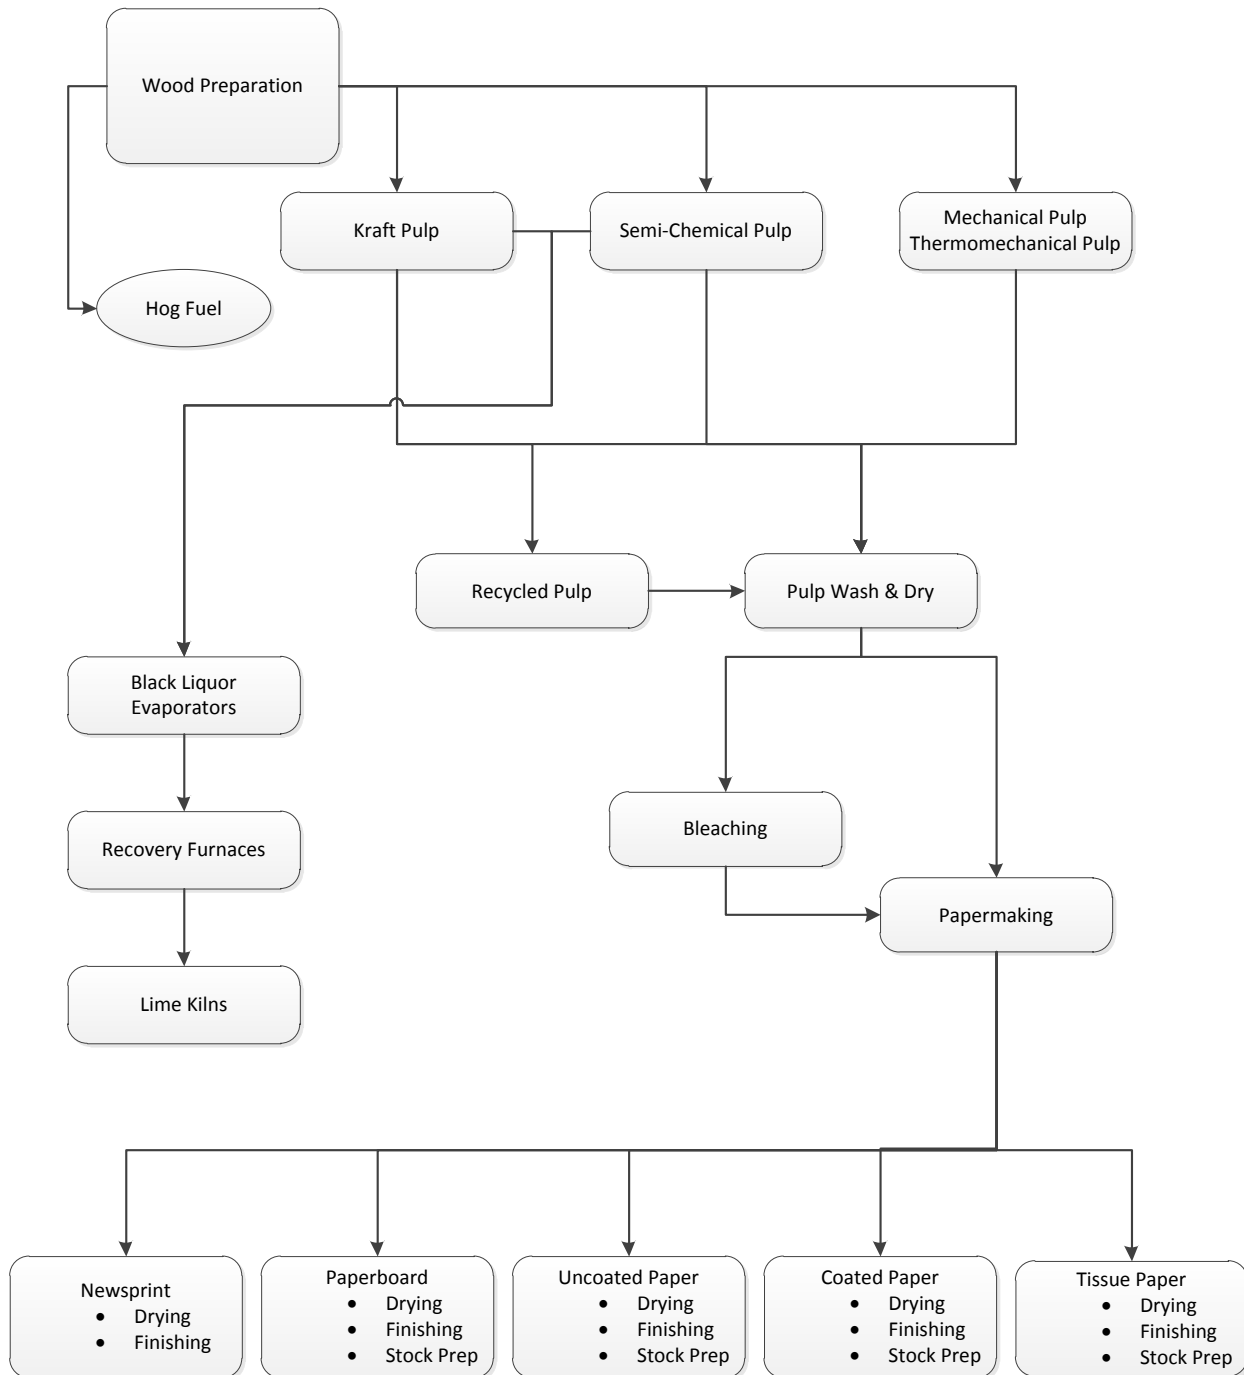 Wood Preparation
Kraft Pulp
Semi-Chemical Pulp
Mechanical Pulp
Thermomechanical Pulp
Hog Fuel
Recycled Pulp
Pulp Wash & Dry
Black Liquor
Evaporators
Bleaching
Recovery Furnaces
Papermaking
Lime Kilns
Newsprint
• Drying
• Finishing
Paperboard
• Drying
• Finishing
• Stock Prep
Uncoated Paper
• Drying
• Finishing
• Stock Prep
Coated Paper
• Drying
• Finishing
• Stock Prep
Tissue Paper
• Drying
• Finishing
• Stock Prep